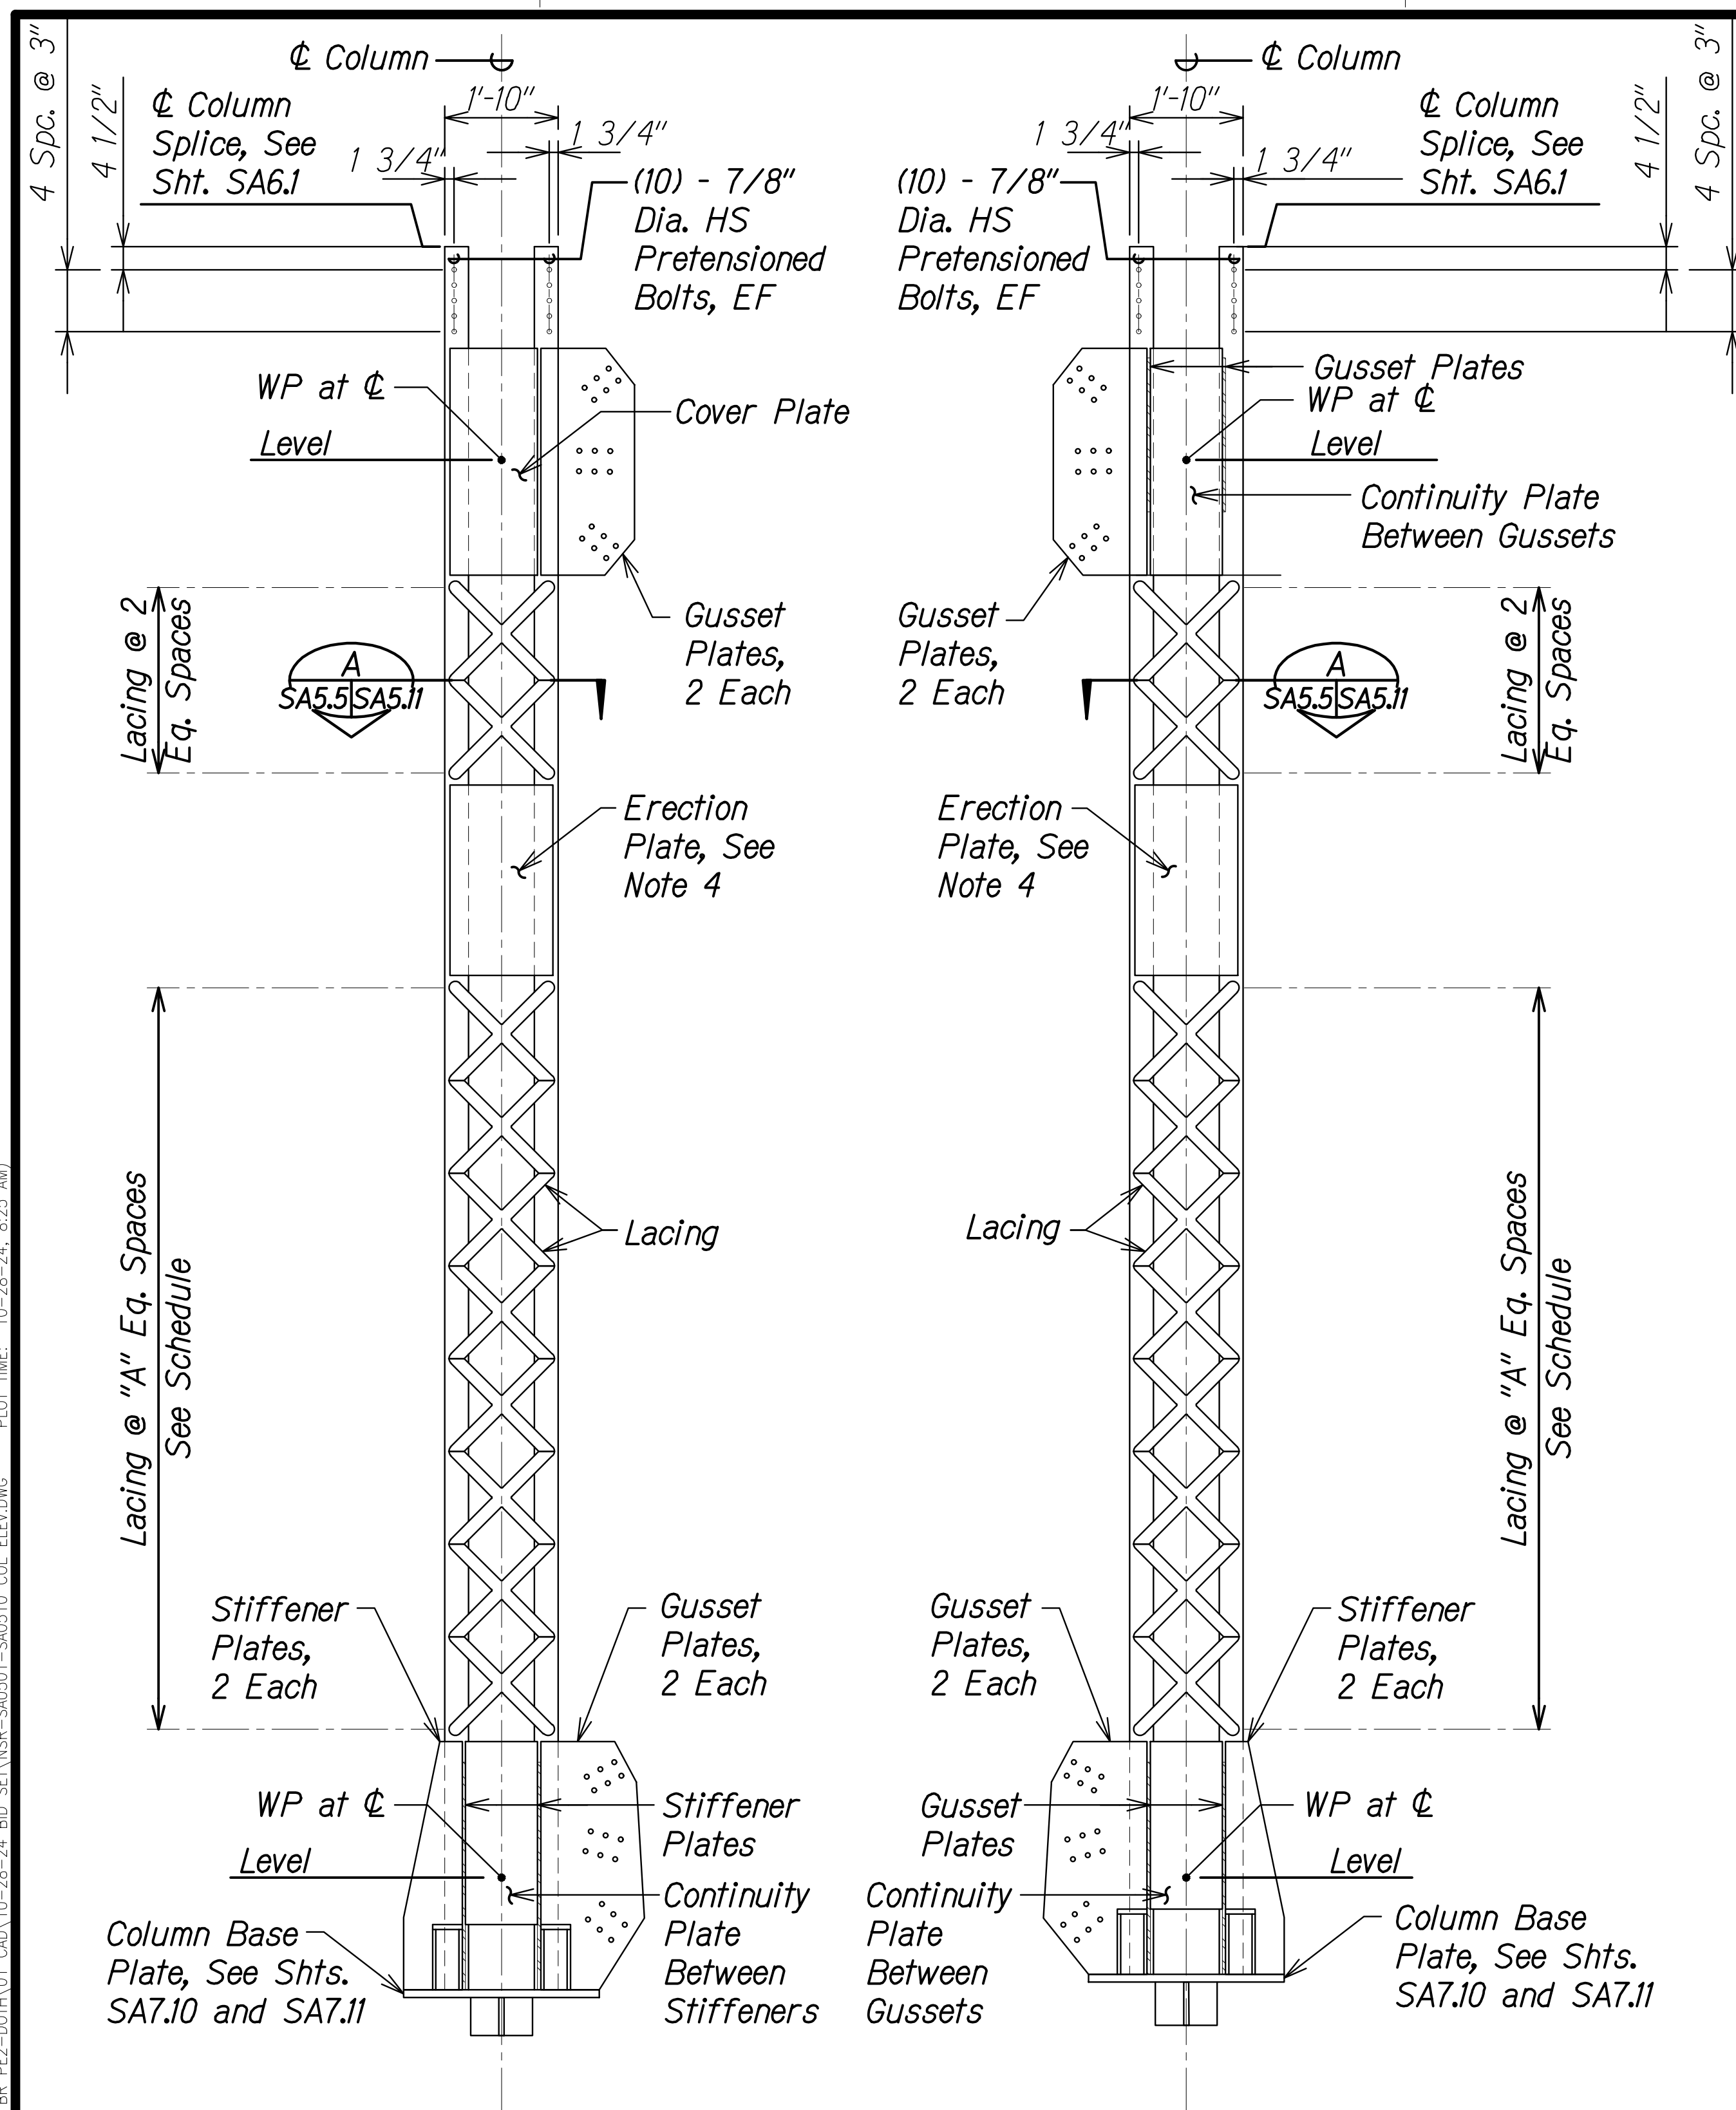 ℄ Column
1'-10"
4 Spc. @ 3"
4 1/2"
℄ Column
Splice, See
Sht. SA6.1
1 3/4"
1 3/4"
(10) - 7/8"
Dia. HS
Pretensioned
Bolts, EF
WP at ℄
Level
Cover Plate
Gusset
Plates,
2 Each
Lacing @ 2
Eq. Spaces
A
SA5.5 SA5.11
Erection
Plate, See
Note 4
Lacing @ "A" Eq. Spaces
See Schedule
Lacing
Stiffener
Plates,
2 Each
Gusset
Plates,
2 Each
WP at ℄
Level
Stiffener
Plates
Continuity
Plate
Between
Stiffeners
Column Base
Plate, See Shts.
SA7.10 and SA7.11
℄ Column
1'-10"
1 3/4"
1 3/4"
℄ Column
Splice, See
Sht. SA6.1
4 1/2"
4 Spc. @ 3"
(10) - 7/8"
Dia. HS
Pretensioned
Bolts, EF
Gusset Plates
WP at ℄
Level
Continuity Plate
Between Gussets
Gusset
Plates,
2 Each
A
SA5.5 SA5.11
Lacing @ 2
Eq. Spaces
Erection
Plate, See
Note 4
Lacing
Lacing @ "A" Eq. Spaces
See Schedule
Gusset
Plates,
2 Each
Stiffener
Plates,
2 Each
Gusset
Plates
WP at ℄
Level
Continuity
Plate
Between
Gussets
Column Base
Plate, See Shts.
SA7.10 and SA7.11
PLOT TIME: 10-28-24, 8:25 AM)